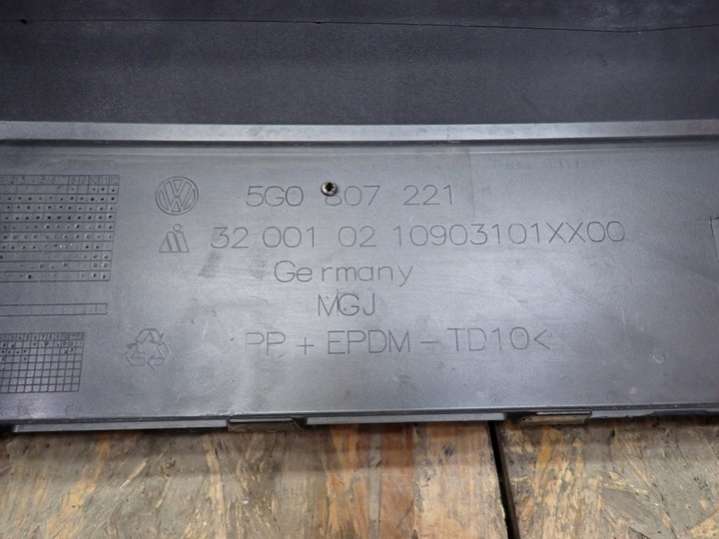 5G0 807 221
32 001 02 10903101XX00
Germany
MGJ
PP + EPDM - TD10<